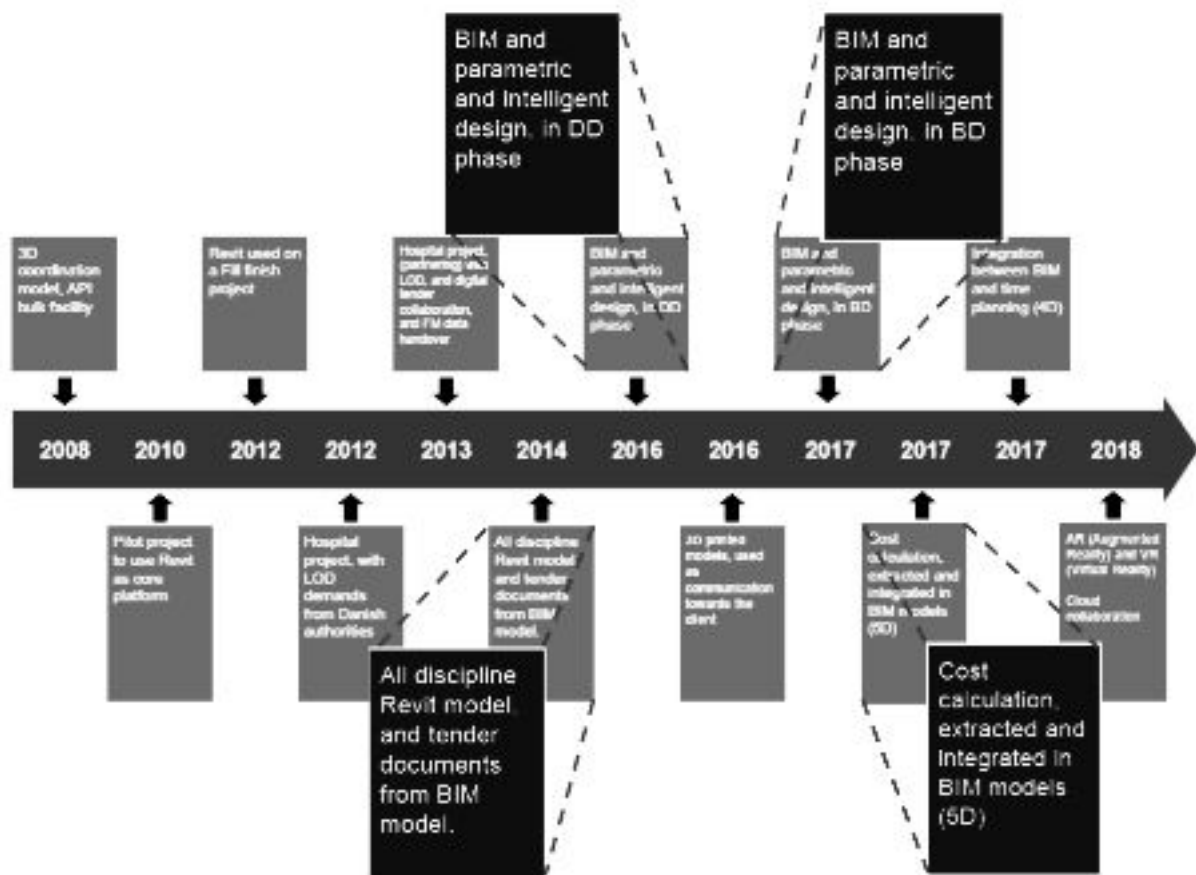 BIM and
parametric
and intelligent
design, in DD
phase
BIM and
parametric
and intelligent
design, in BD
phase
3D
coordination
model, API
bulk facility
Revit used on
a Fill finish
project
Hospital project,
(partnering) with
LOD, and digital
tender
collaboration,
and FM data
handover
BIM and
parametric
and intelligent
design, in DD
phase
BIM and
parametric
and intelligent
design, in BD
phase
Integration
between BIM
and time
planning (4D)
2008
2010
2012
2012
2013
2014
2016
2016
2017
2017
2017
2018
Pilot project
to use Revit
as core
platform
Hospital
project, with
LOD
demands
from Danish
authorities
All discipline
Revit model
and tender
documents
from BIM
model.
3D printed
models, used
as
communication
towards the
client
Cost
calculation,
extracted and
integrated in
BIM models
(5D)
AR (Augmented
Reality) and VR
(Virtual Reality)
Cloud
collaboration
All discipline
Revit model,
and tender
documents
from BIM
model.
Cost
calculation,
extracted and
integrated in
BIM models
(5D)